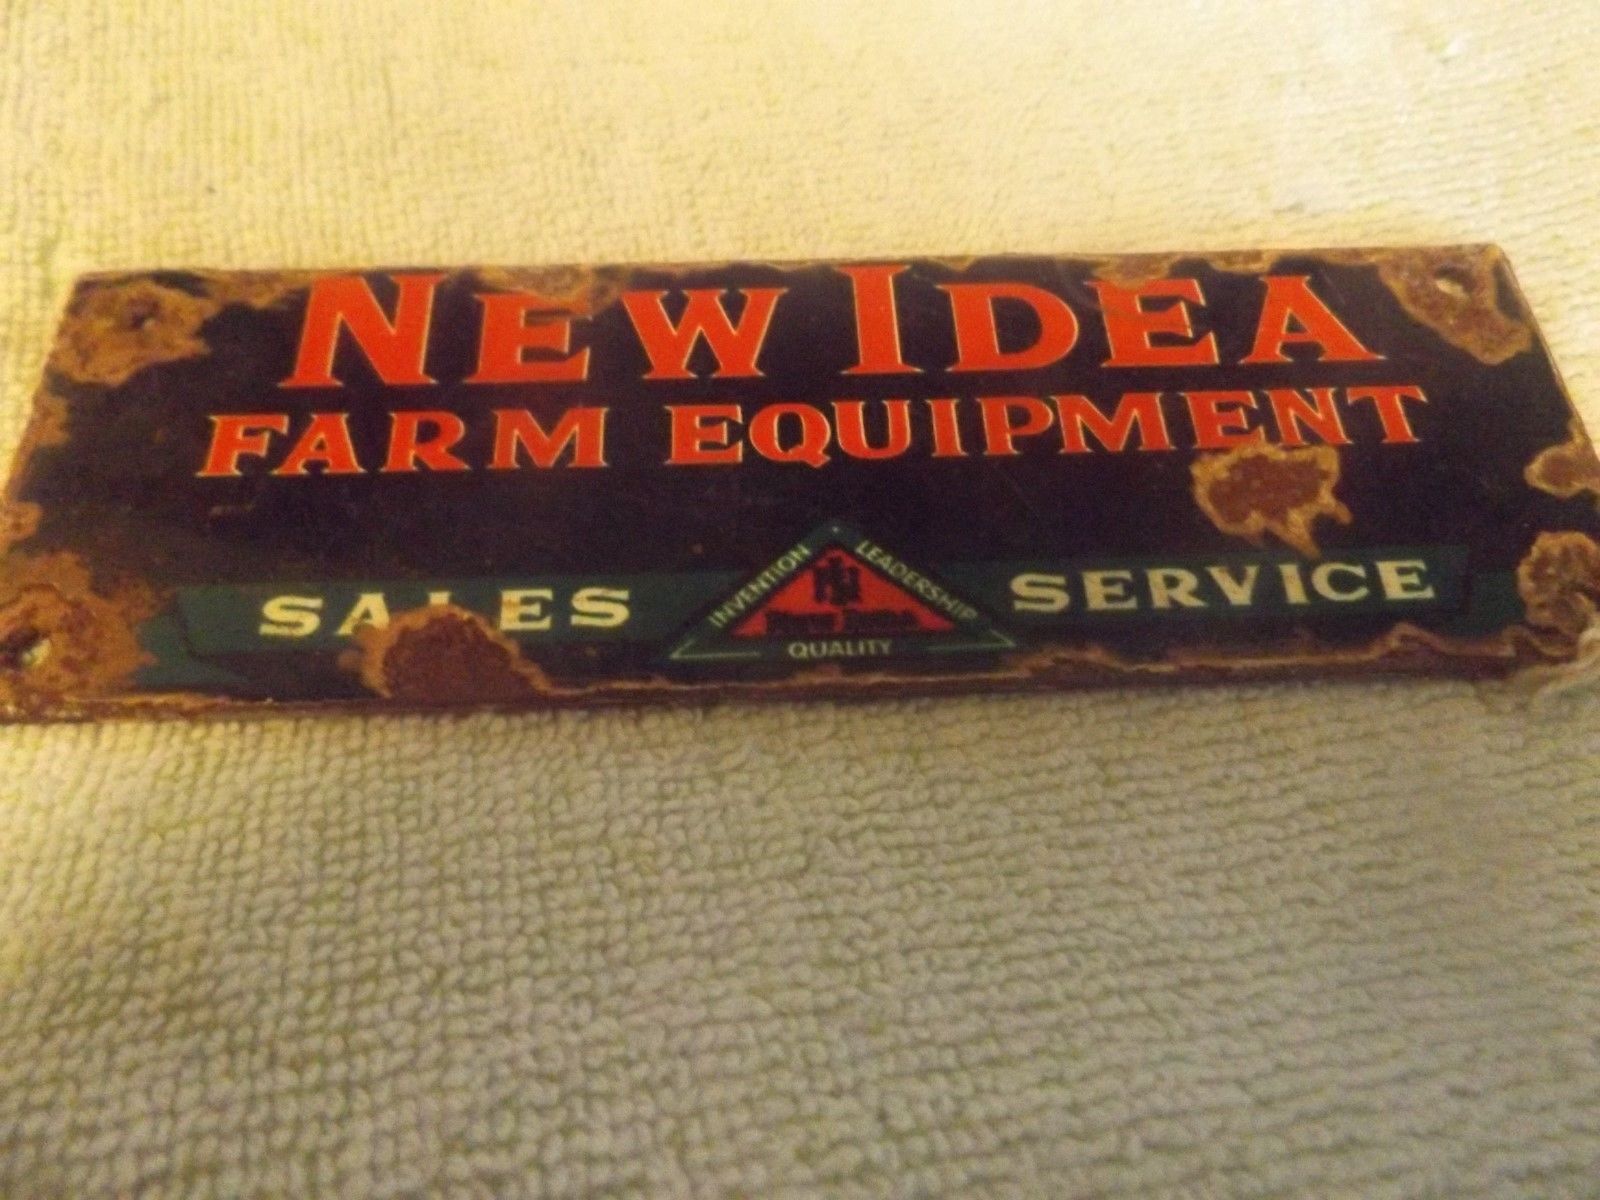 NEW IDEA
FARM EQUIPMENT
SALES
INVENTION
LEADERSHIP
QUALITY
SERVICE